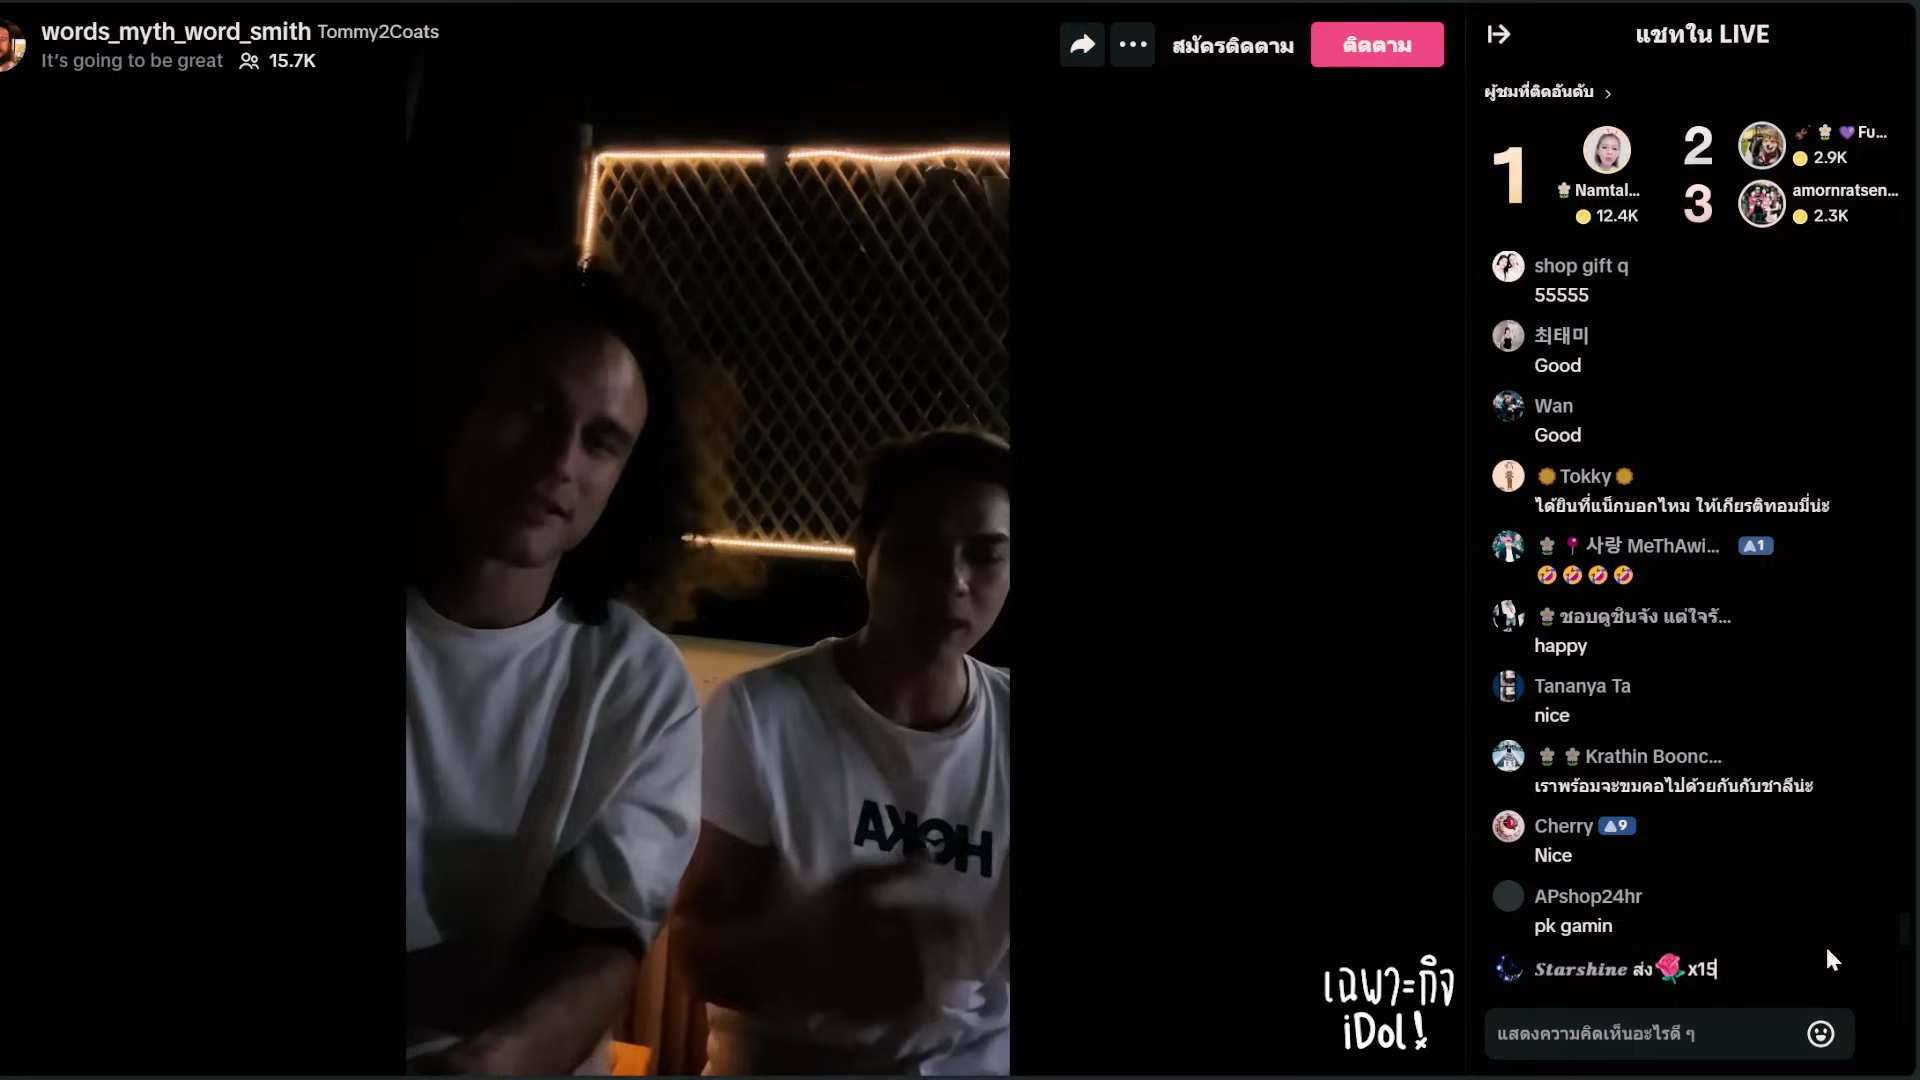 words_myth_word_smith Tommy2Coats
It's going to be great 15.7K
สมัครติดตาม
ติดตาม
แชทใน LIVE
ผู้ชมที่ติดอันดับ
1
Namtal...
12.4K
2
Fu...
2.9K
3
amornratsen...
2.3K
shop gift q
55555
최태미
Good
Wan
Good
Tokky
ได้ยินที่แน็กบอกไหม ให้เกียรติทอมมี่น่ะ
사랑 MeThAwi...
1
ชอบดูชินจัง แต่ใจรั...
happy
Tananya Ta
nice
Krathin Boonc...
เราพร้อมจะขมคอไปด้วยกันกับชาลีน่ะ
Cherry 9
Nice
APshop24hr
pk gamin
Starshine ส่ง x15
แสดงความคิดเห็นอะไรดี ๆ
HOKA
เฉพาะกิจ
iDol!